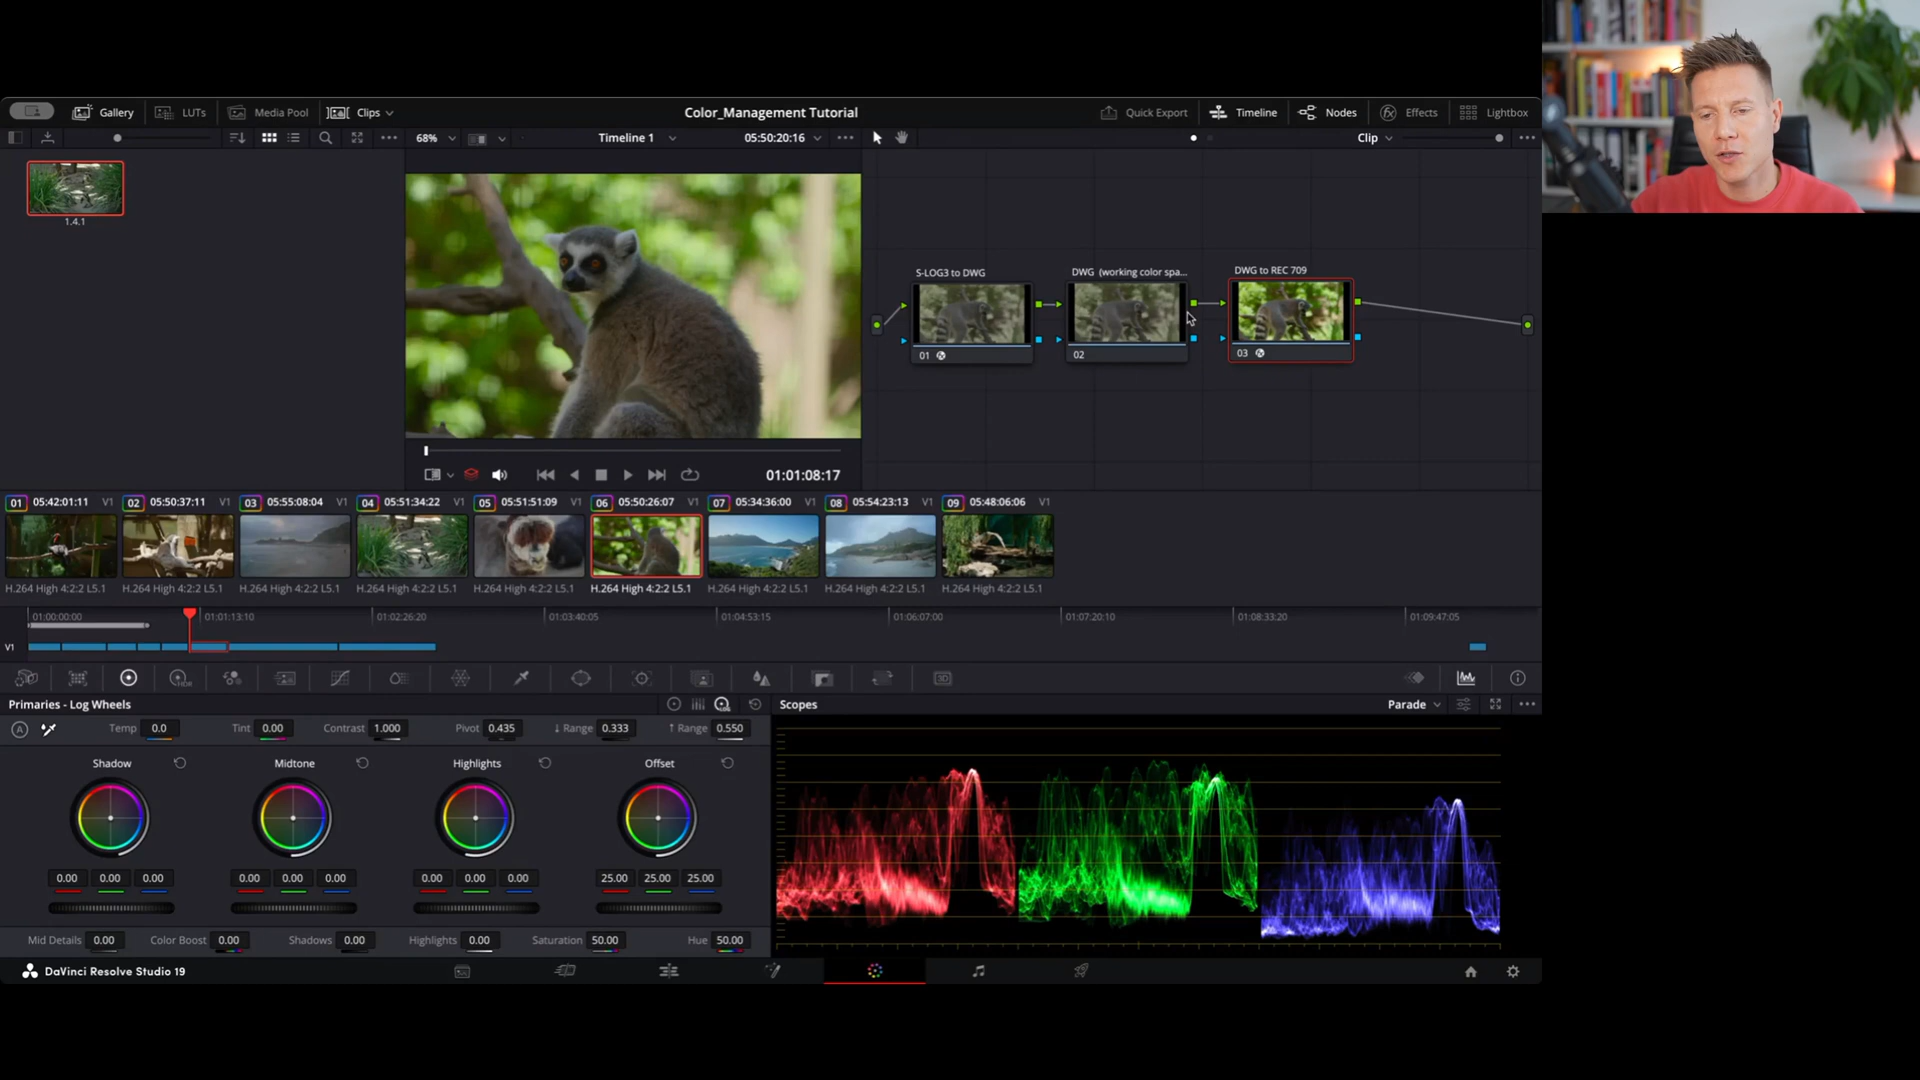 Gallery LUTs Media Pool Clips Color_Management Tutorial Quick Export Timeline Nodes Effects Lightbox
68% Timeline 1 05:50:20:16 Clip
1.4.1
S-LOG3 to DWG DWG (working color spa... DWG to REC 709
01 02 03
01:01:08:17
01 05:42:01:11 V1 02 05:50:37:11 V1 03 05:55:08:04 V1 04 05:51:34:22 V1 05 05:51:51:09 V1 06 05:50:26:07 V1 07 05:34:36:00 V1 08 05:54:23:13 V1 09 05:48:06:06 V1
H.264 High 4:2:2 L5.1 H.264 High 4:2:2 L5.1 H.264 High 4:2:2 L5.1 H.264 High 4:2:2 L5.1 H.264 High 4:2:2 L5.1 H.264 High 4:2:2 L5.1 H.264 High 4:2:2 L5.1 H.264 High 4:2:2 L5.1 H.264 High 4:2:2 L5.1
01:00:00:00 01:01:13:10 01:02:26:20 01:03:40:05 01:04:53:15 01:06:07:00 01:07:20:10 01:08:33:20 01:09:47:05
V1
HDR 3D
Primaries - Log Wheels LOG Scopes Parade
A Temp 0.0 Tint 0.00 Contrast 1.000 Pivot 0.435 ↓ Range 0.333 ↑ Range 0.550
Shadow Midtone Highlights Offset
0.00 0.00 0.00 0.00 0.00 0.00 0.00 0.00 0.00 25.00 25.00 25.00
Mid Details 0.00 Color Boost 0.00 Shadows 0.00 Highlights 0.00 Saturation 50.00 Hue 50.00
DaVinci Resolve Studio 19